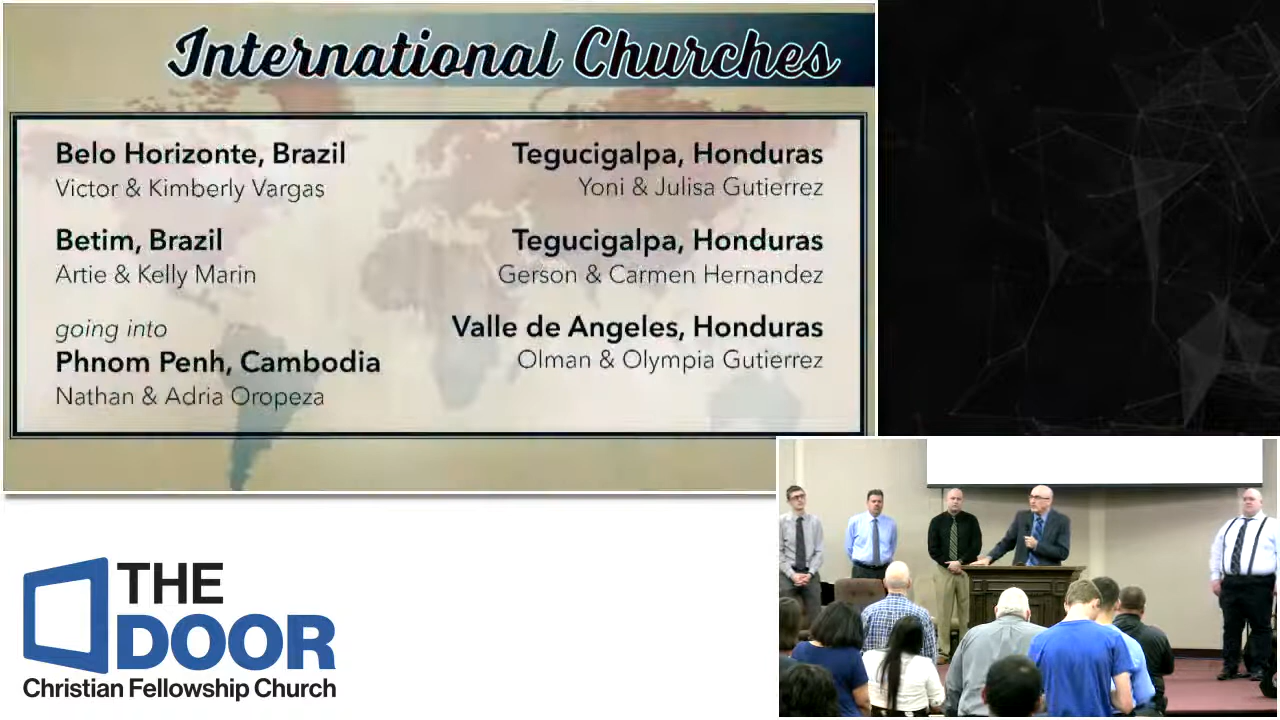 International Churches
Belo Horizonte, Brazil
Victor & Kimberly Vargas
Betim, Brazil
Artie & Kelly Marin
going into
Phnom Penh, Cambodia
Nathan & Adria Oropeza
Tegucigalpa, Honduras
Yoni & Julisa Gutierrez
Tegucigalpa, Honduras
Gerson & Carmen Hernandez
Valle de Angeles, Honduras
Olman & Olympia Gutierrez
THE
DOOR
Christian Fellowship Church